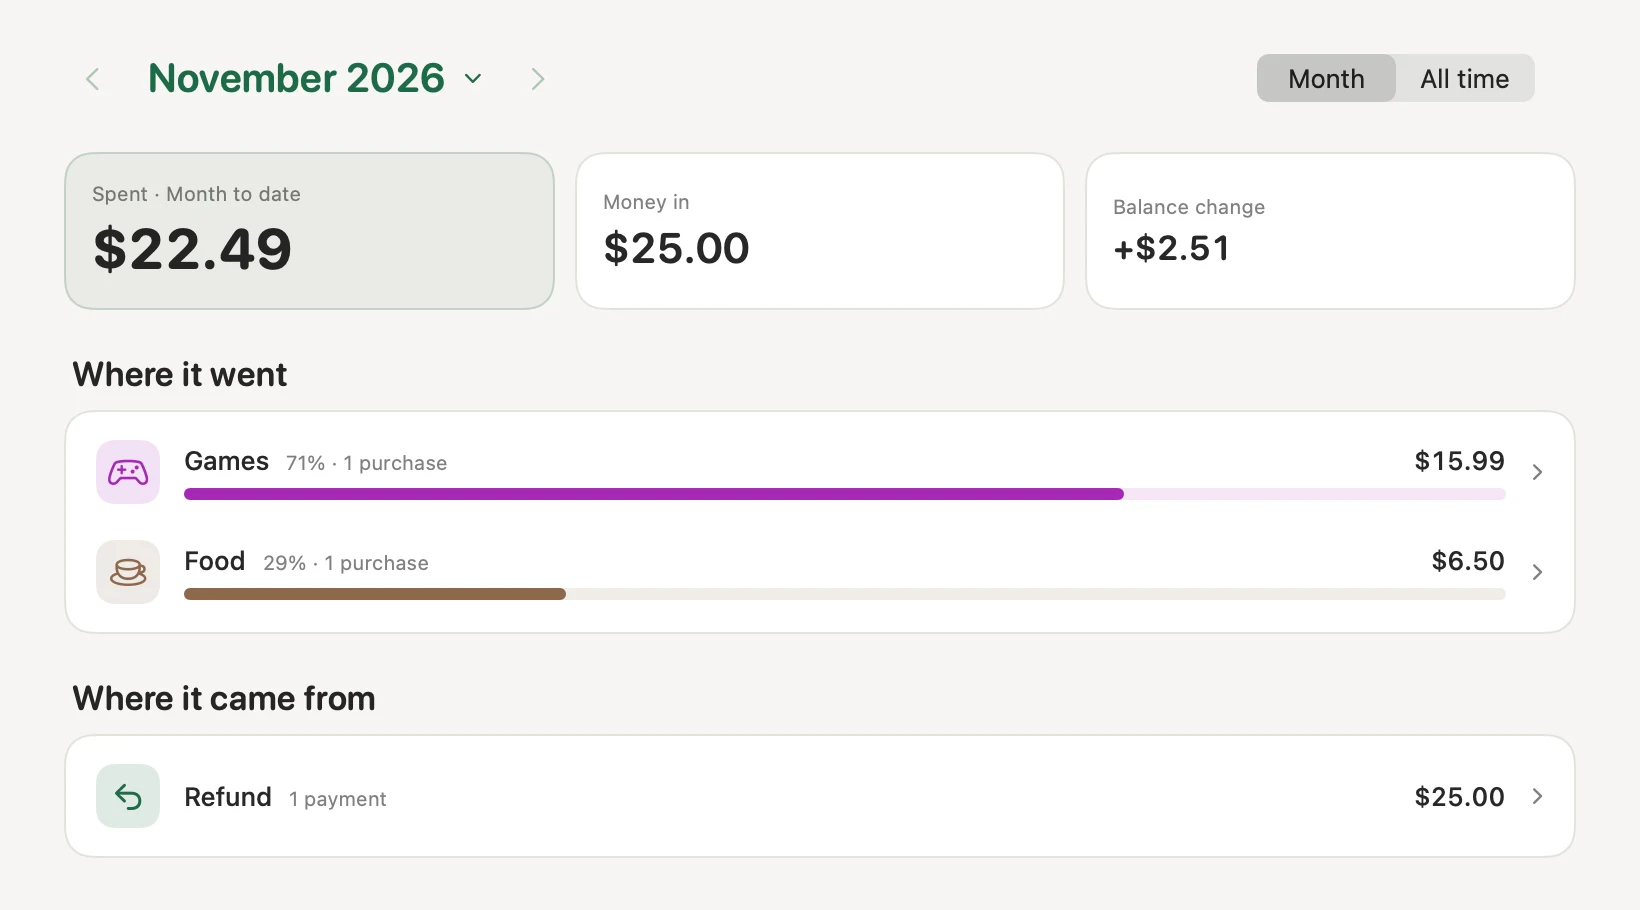 November 2026
Month All time
Spent · Month to date
$22.49
Money in
$25.00
Balance change
+$2.51
Where it went
Games 71% · 1 purchase $15.99
Food 29% · 1 purchase $6.50
Where it came from
Refund 1 payment $25.00